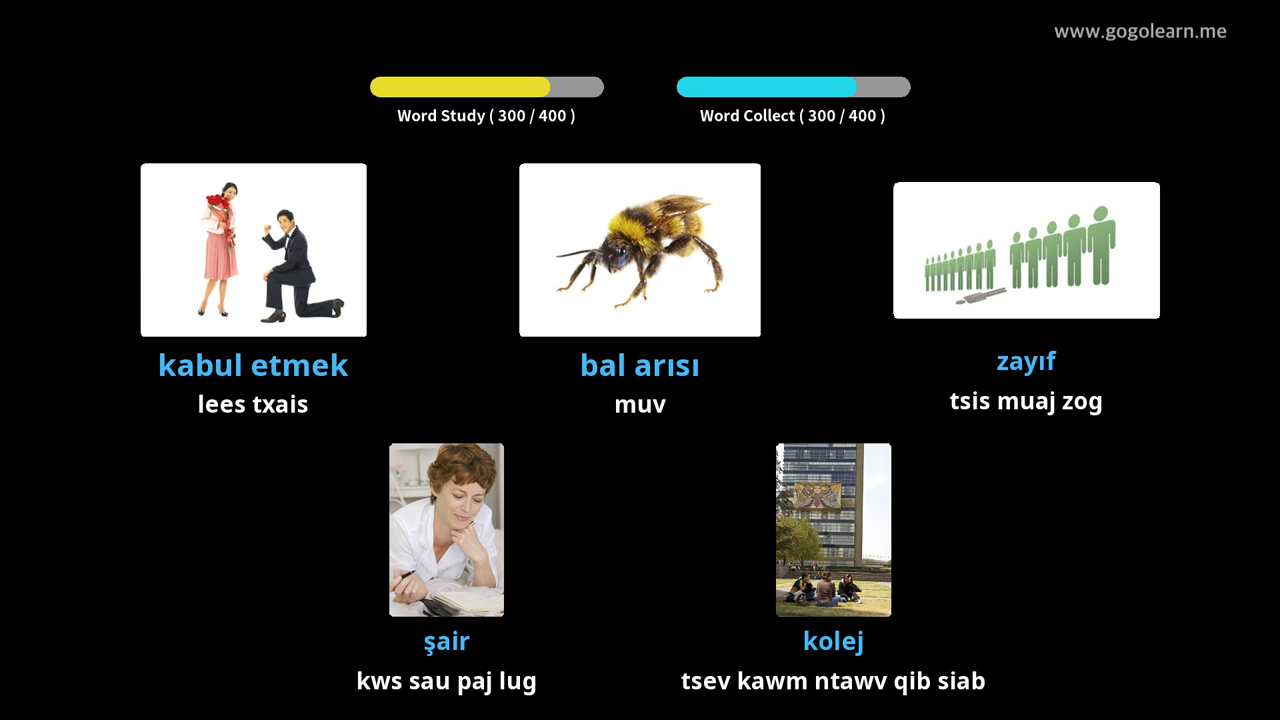 www.gogolearn.me
Word Study ( 300 / 400 )
Word Collect ( 300 / 400 )
kabul etmek
lees txais
bal arısı
muv
zayıf
tsis muaj zog
şair
kws sau paj lug
kolej
tsev kawm ntawv qib siab